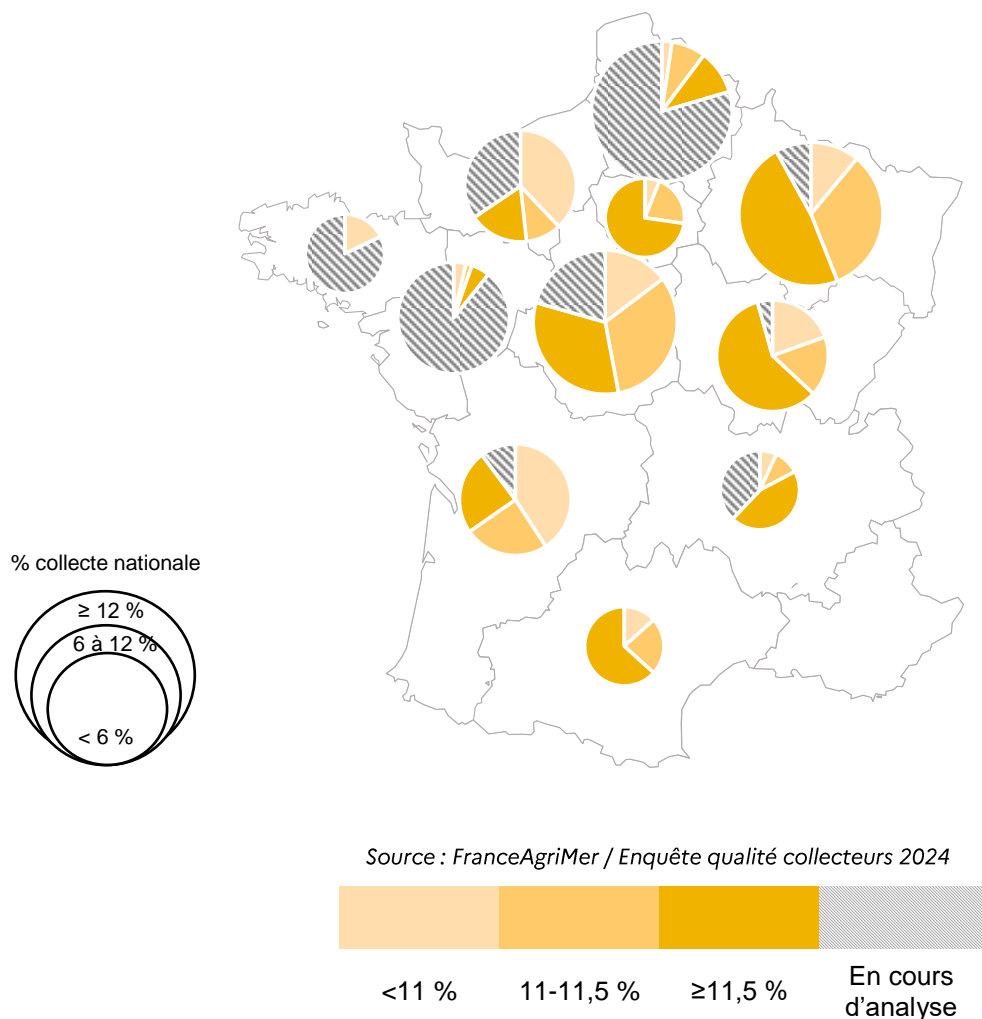 % collecte nationale
≥ 12 %
6 à 12 %
< 6 %
Source : FranceAgriMer / Enquête qualité collecteurs 2024
<11 %
11-11,5 %
≥11,5 %
En cours
d’analyse